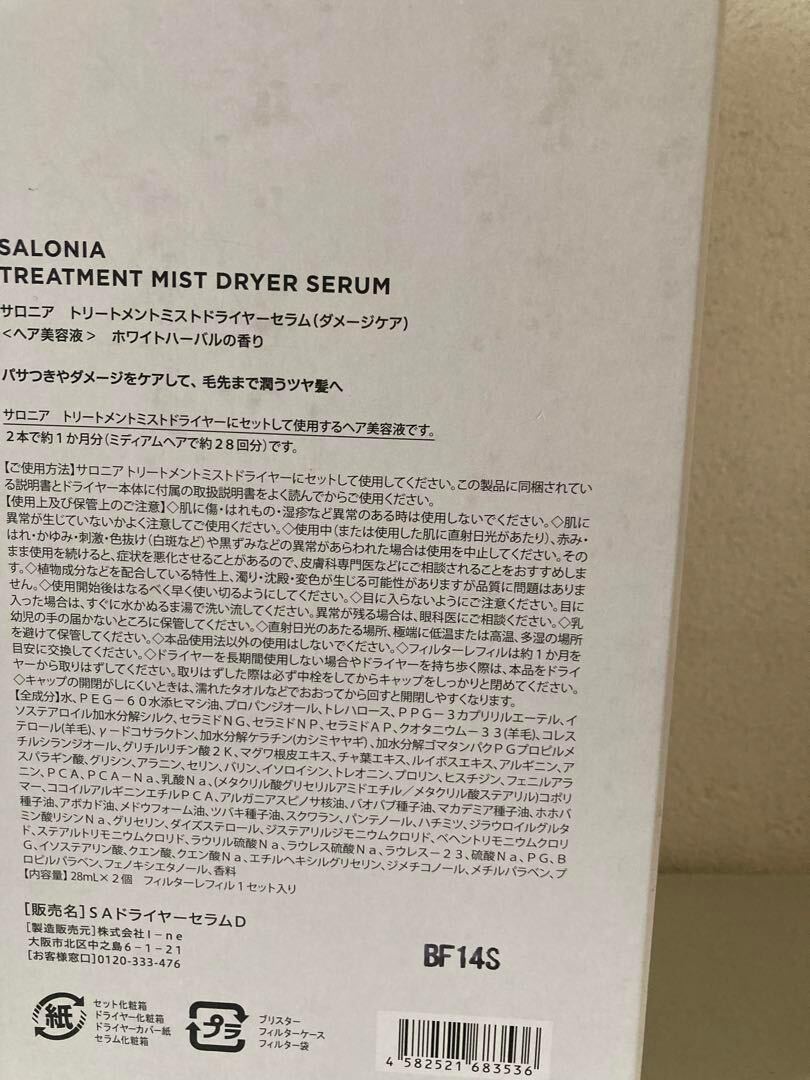 SALONIA
TREATMENT MIST DRYER SERUM
サロニア　トリートメントミストドライヤーセラム（ダメージケア）
＜ヘア美容液＞　ホワイトハーバルの香り
パサつきやダメージをケアして、毛先まで潤うツヤ髪へ
サロニア　トリートメントミストドライヤーにセットして使用するヘア美容液です。
２本で約１か月分（ミディアムヘアで約２８回分）です。
【ご使用方法】サロニアトリートメントミストドライヤーにセットして使用してください。この製品に同梱されてい
る説明書とドライヤー本体に付属の取扱説明書をよく読んでからご使用ください。
【使用上及び保管上のご注意】◇肌に傷・はれもの・湿疹など異常のある時は使用しないでください。◇肌に
異常が生じていないかよく注意してご使用ください。◇使用中（または使用した肌に直射日光があたり）、赤み・
はれ・かゆみ・刺激・色抜け（白斑など）や黒ずみなどの異常があらわれた場合は使用を中止してください。その
まま使用を続けると、症状を悪化させることがあるので、皮膚科専門医などにご相談されることをおすすめしま
す。◇植物成分などを配合している特性上、濁り・沈殿・変色が生じる可能性がありますが品質に問題はありま
せん。◇使用開始後はなるべく早く使い切るようにしてください。◇目に入らないようにご注意ください。目に
入った場合は、すぐに水かぬるま湯で洗い流してください。異常が残る場合は、眼科医にご相談ください。◇乳
幼児の手の届かないところに保管してください。◇直射日光のあたる場所、極端に低温または高温、多湿の場所
を避けて保管してください。◇本品使用法以外の使用はしないでください。◇フィルターレフィルは約１か月を
目安に交換してください。◇ドライヤーを長期間使用しない場合やドライヤーを持ち歩く際は、本品をドライ
ヤーから取りはずしてください。取りはずした際は必ず中栓をしてからキャップをしっかりと閉めてください。
◇キャップの開閉がしにくいときは、濡れたタオルなどでおおってから回すと開閉しやすくなります。
【全成分】水、ＰＥＧ－６０水添ヒマシ油、プロパンジオール、トレハロース、ＰＰＧ－３カプリリルエーテル、イ
ソステアロイル加水分解シルク、セラミドＮＧ、セラミドＮＰ、セラミドＡＰ、クオタニウム－３３（羊毛）、コレス
テロール（羊毛）、γ－ドコサラクトン、加水分解ケラチン（カシミヤヤギ）、加水分解ゴマタンパクＰＧプロピルメ
チルシランジオール、グリチルリチン酸２Ｋ、マグワ根皮エキス、チャ葉エキス、ルイボスエキス、アルギニン、ア
スパラギン酸、グリシン、アラニン、セリン、バリン、イソロイシン、トレオニン、プロリン、ヒスチジン、フェニルアラ
ニン、ＰＣＡ、ＰＣＡ－Ｎａ、乳酸Ｎａ、（メタクリル酸グリセリルアミドエチル／メタクリル酸ステアリル）コポリ
マー、ココイルアルギニンエチルＰＣＡ、アルガニアスピノサ核油、バオバブ種子油、マカデミア種子油、ホホバ
種子油、アボカド油、メドウフォーム油、ツバキ種子油、スクワラン、パンテノール、ハチミツ、ジラウロイルグルタ
ミン酸リシンＮａ、グリセリン、ダイズステロール、ジステアリルジモニウムクロリド、ベヘントリモニウムクロリ
ド、ステアルトリモニウムクロリド、ラウリル硫酸Ｎａ、ラウレス硫酸Ｎａ、ラウレス－２３、硫酸Ｎａ、ＰＧ、Ｂ
Ｇ、イソステアリン酸、クエン酸、クエン酸Ｎａ、エチルヘキシルグリセリン、ジメチコノール、メチルパラベン、プ
ロピルパラベン、フェノキシエタノール、香料
【内容量】28mL×２個　フィルターレフィル１セット入り
［販売名］ＳＡドライヤーセラムＤ
［製造販売元］株式会社Ｉ－ｎｅ
大阪市北区中之島６－１－２１
［お客様窓口］0120-333-476
BF14S
紙
セット化粧箱
ドライヤー化粧箱
ドライヤーカバー紙
セラム化粧箱
プラ
ブリスター
フィルターケース
フィルター袋
4 582521 683536